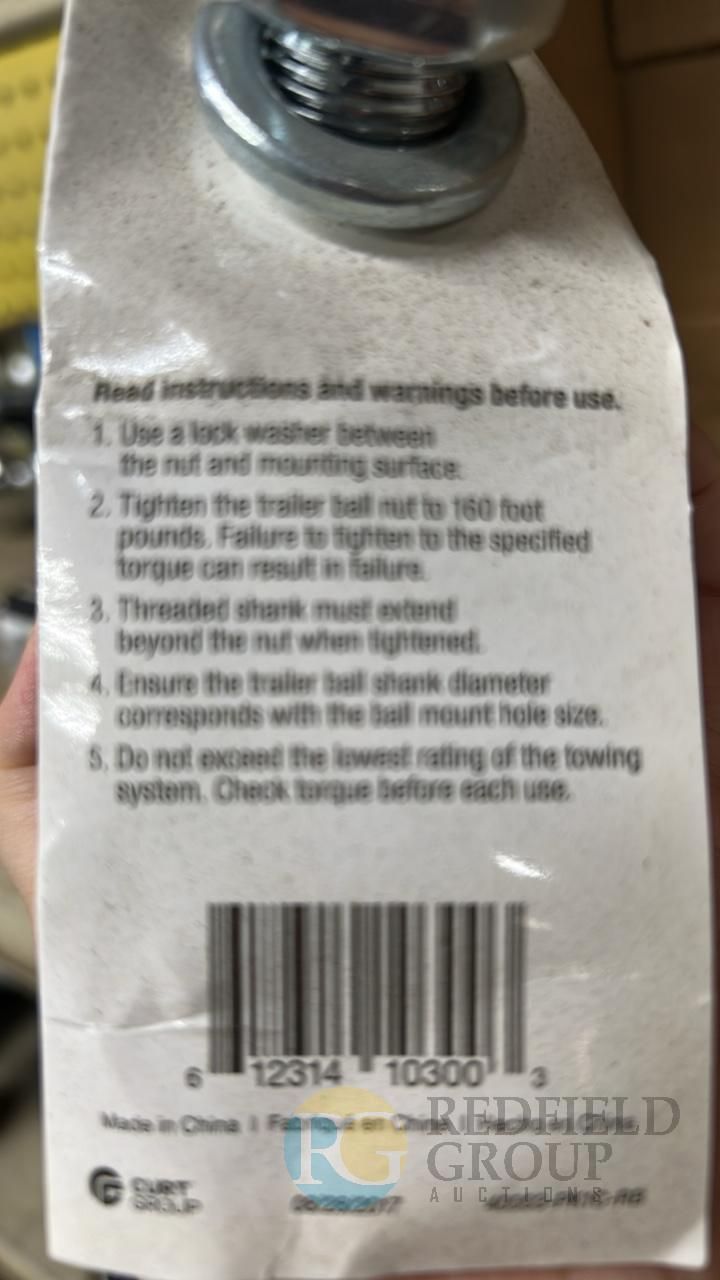 Read instructions and warnings before use.
1. Use a lock washer between
the nut and mounting surface.
2. Tighten the trailer ball nut to 160 foot
pounds. Failure to tighten to the specified
torque can result in failure.
3. Threaded shank must extend
beyond the nut when tightened.
4. Ensure the trailer ball shank diameter
corresponds with the ball mount hole size.
5. Do not exceed the lowest rating of the towing
system. Check torque before each use.
6 12314 10300 3
Made in China | Fabriqué en Chine |
CURT
GROUP
RG
REDFIELD
GROUP
AUCTIONS